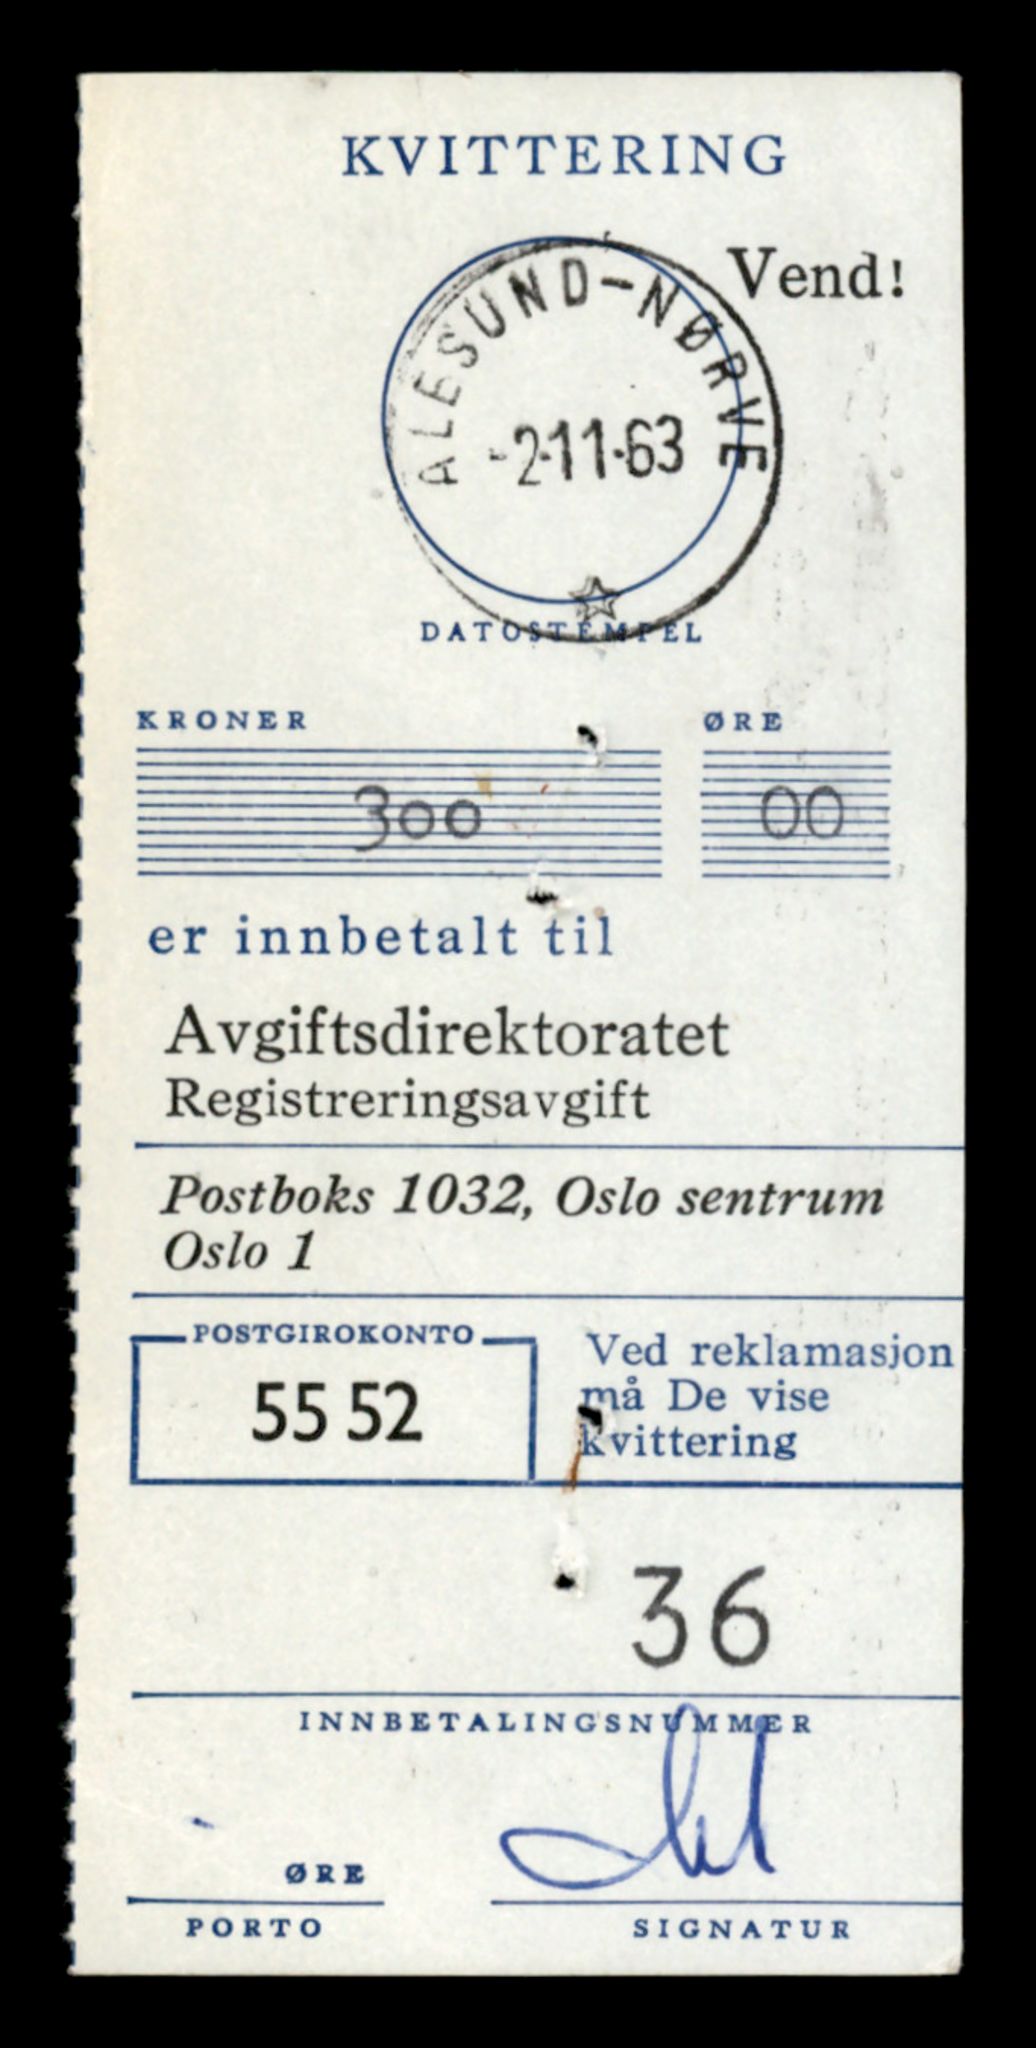 KVITTERING
Vend!
ALESUND-NØRVE
-2-11-63
DATOSTEMPEL
KRONER ØRE
300 00
er innbetalt til
Avgiftsdirektoratet
Registreringsavgift
Postboks 1032, Oslo sentrum
Oslo 1
POSTGIROKONTO
55 52
Ved reklamasjon
må De vise
kvittering
36
INNBETALINGSNUMMER
ØRE
PORTO
SIGNATUR